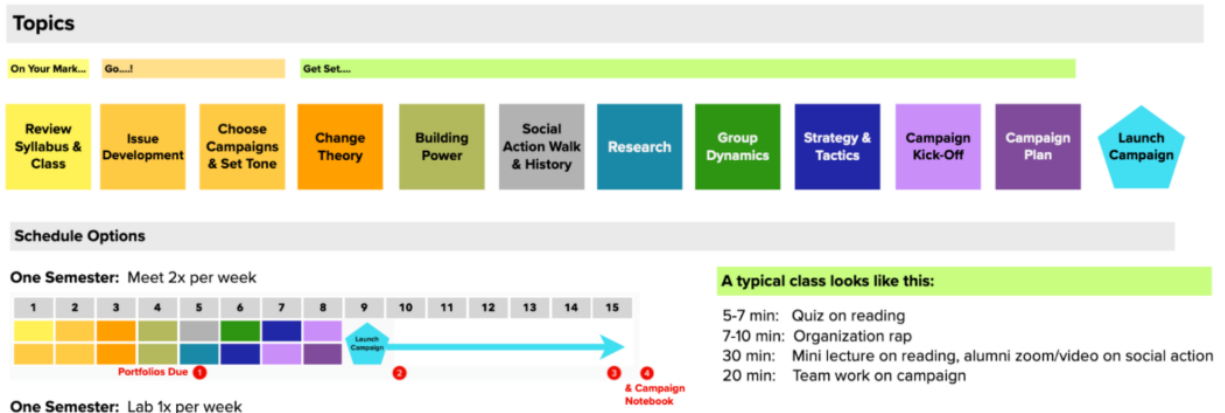 Topics
On Your Mark... Go....! Get Set....
Review Syllabus & Class
Issue Development
Choose Campaigns & Set Tone
Change Theory
Building Power
Social Action Walk & History
Research
Group Dynamics
Strategy & Tactics
Campaign Kick-Off
Campaign Plan
Launch Campaign
Schedule Options
One Semester: Meet 2x per week
1 2 3 4 5 6 7 8 9 10 11 12 13 14 15
Launch Campaign
Portfolios Due 1 2 3 4
& Campaign
Notebook
One Semester: Lab 1x per week
A typical class looks like this:
5-7 min: Quiz on reading
7-10 min: Organization rap
30 min: Mini lecture on reading, alumni zoom/video on social action
20 min: Team work on campaign